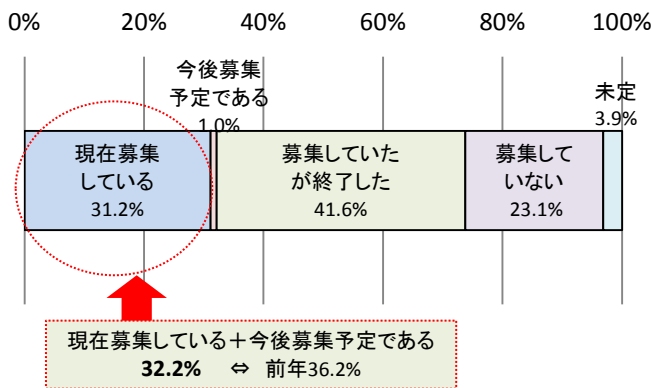 0% 20% 40% 60% 80% 100%
今後募集
予定である
1.0%
未定
3.9%
現在募集
している
31.2%
募集していた
が終了した
41.6%
募集して
いない
23.1%
現在募集している＋今後募集予定である
32.2% ⇔ 前年36.2%